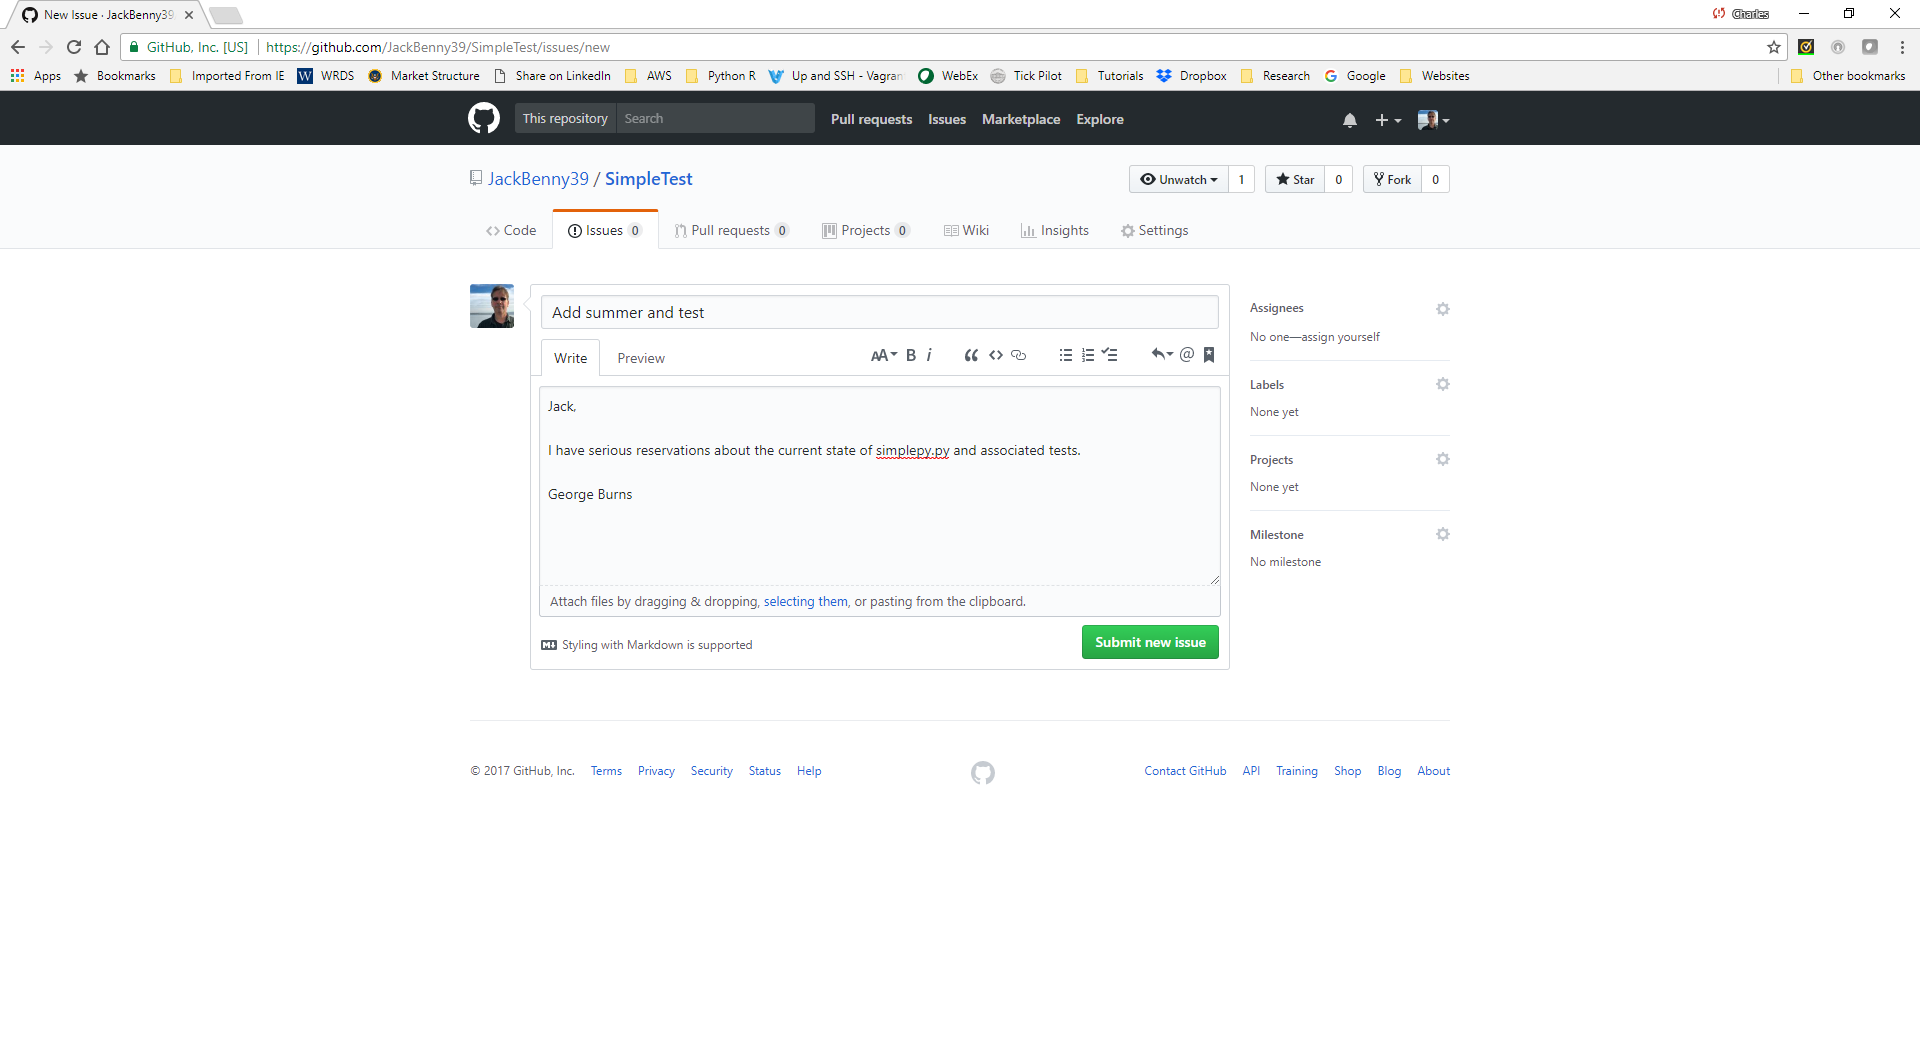 New Issue · JackBenny39
Charles
GitHub, Inc. [US] https://github.com/JackBenny39/SimpleTest/issues/new
Apps Bookmarks Imported From IE W WRDS Market Structure Share on LinkedIn AWS Python R Up and SSH - Vagran WebEx Tick Pilot Tutorials Dropbox Research G Google Websites Other bookmarks
This repository Search Pull requests Issues Marketplace Explore
JackBenny39 / SimpleTest Unwatch 1 Star 0 Fork 0
Code Issues 0 Pull requests 0 Projects 0 Wiki Insights Settings
Add summer and test
Write Preview AA B i “ <> @
Jack,
I have serious reservations about the current state of simplepy.py and associated tests.
George Burns
Attach files by dragging & dropping, selecting them, or pasting from the clipboard.
Styling with Markdown is supported
Submit new issue
Assignees
No one—assign yourself
Labels
None yet
Projects
None yet
Milestone
No milestone
© 2017 GitHub, Inc. Terms Privacy Security Status Help Contact GitHub API Training Shop Blog About